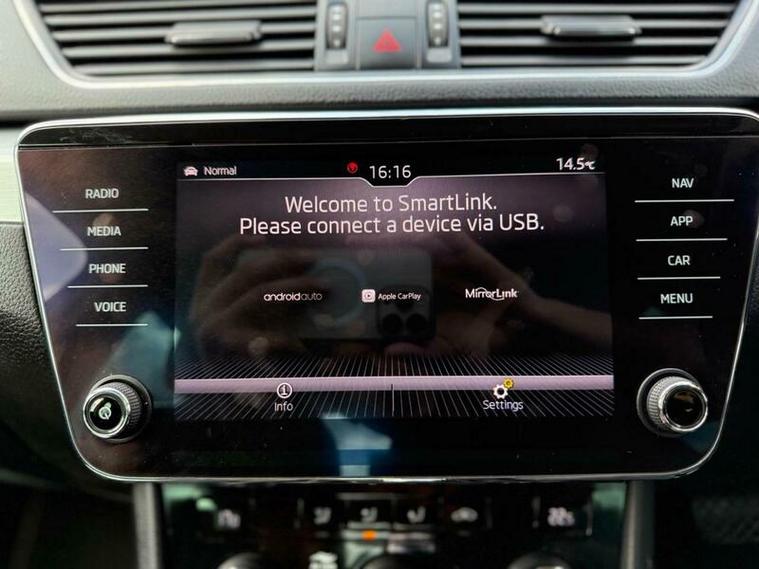 Normal
16:16
14.5°C
Welcome to SmartLink.
Please connect a device via USB.
androidauto
Apple CarPlay
MirrorLink
Info
Settings
RADIO
MEDIA
PHONE
VOICE
NAV
APP
CAR
MENU